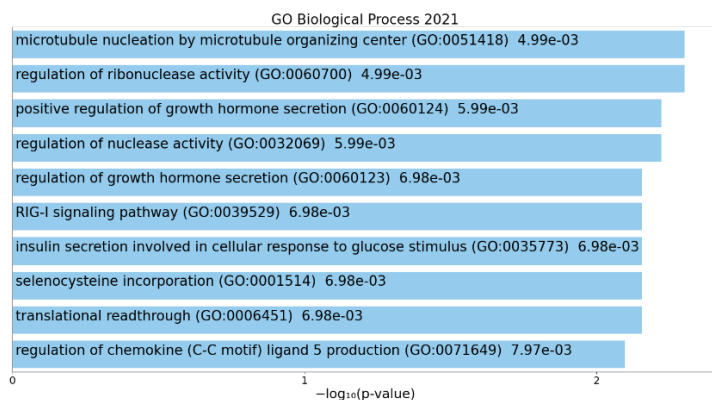 GO Biological Process 2021
microtubule nucleation by microtubule organizing center (GO:0051418)  4.99e-03
regulation of ribonuclease activity (GO:0060700)  4.99e-03
positive regulation of growth hormone secretion (GO:0060124)  5.99e-03
regulation of nuclease activity (GO:0032069)  5.99e-03
regulation of growth hormone secretion (GO:0060123)  6.98e-03
RIG-I signaling pathway (GO:0039529)  6.98e-03
insulin secretion involved in cellular response to glucose stimulus (GO:0035773)  6.98e-03
selenocysteine incorporation (GO:0001514)  6.98e-03
translational readthrough (GO:0006451)  6.98e-03
regulation of chemokine (C-C motif) ligand 5 production (GO:0071649)  7.97e-03
0 1 2
−log₁₀(p-value)